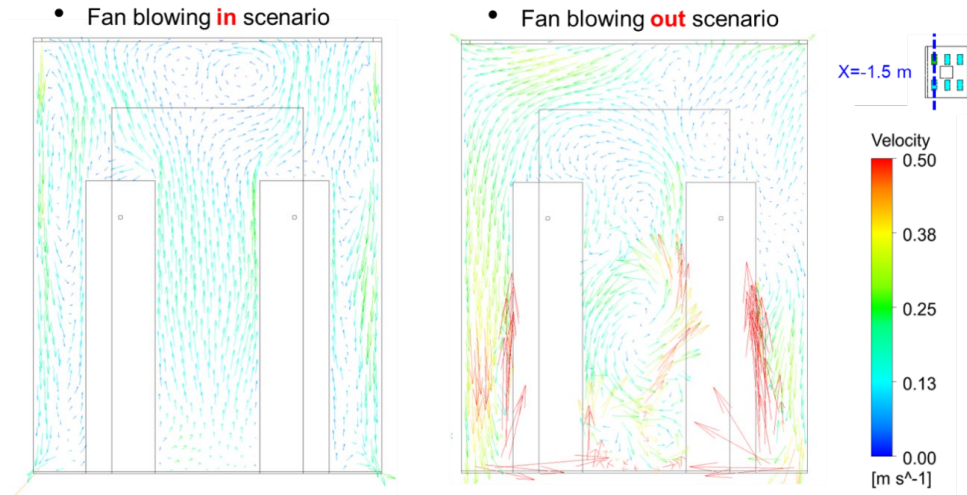 • Fan blowing in scenario
• Fan blowing out scenario
X=-1.5 m
Velocity
0.50
0.38
0.25
0.13
0.00
[m s^-1]